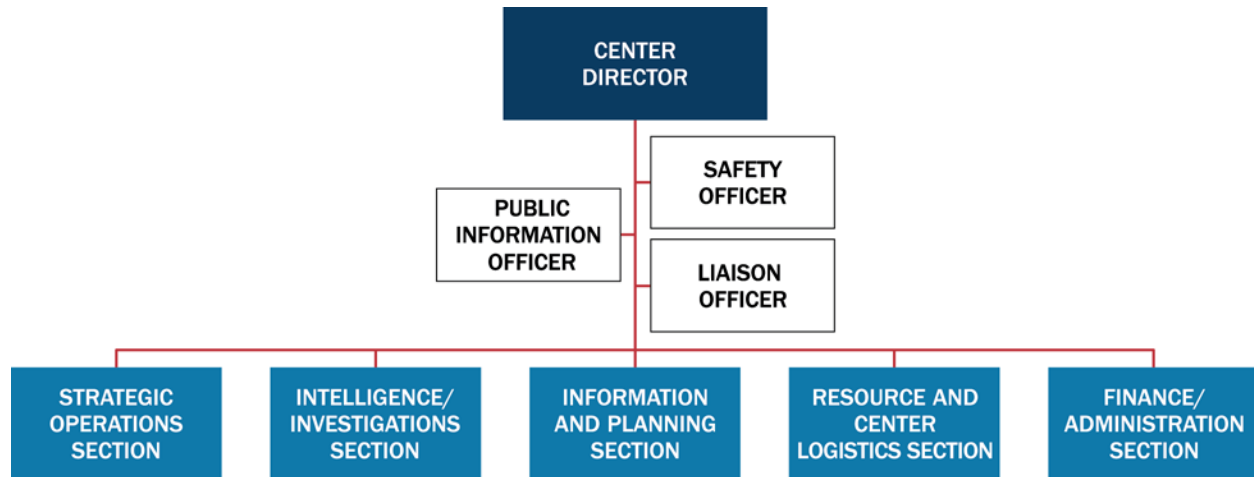 CENTER
DIRECTOR
SAFETY
OFFICER
PUBLIC
INFORMATION
OFFICER
LIAISON
OFFICER
STRATEGIC
OPERATIONS
SECTION
INTELLIGENCE/
INVESTIGATIONS
SECTION
INFORMATION
AND PLANNING
SECTION
RESOURCE AND
CENTER
LOGISTICS SECTION
FINANCE/
ADMINISTRATION
SECTION